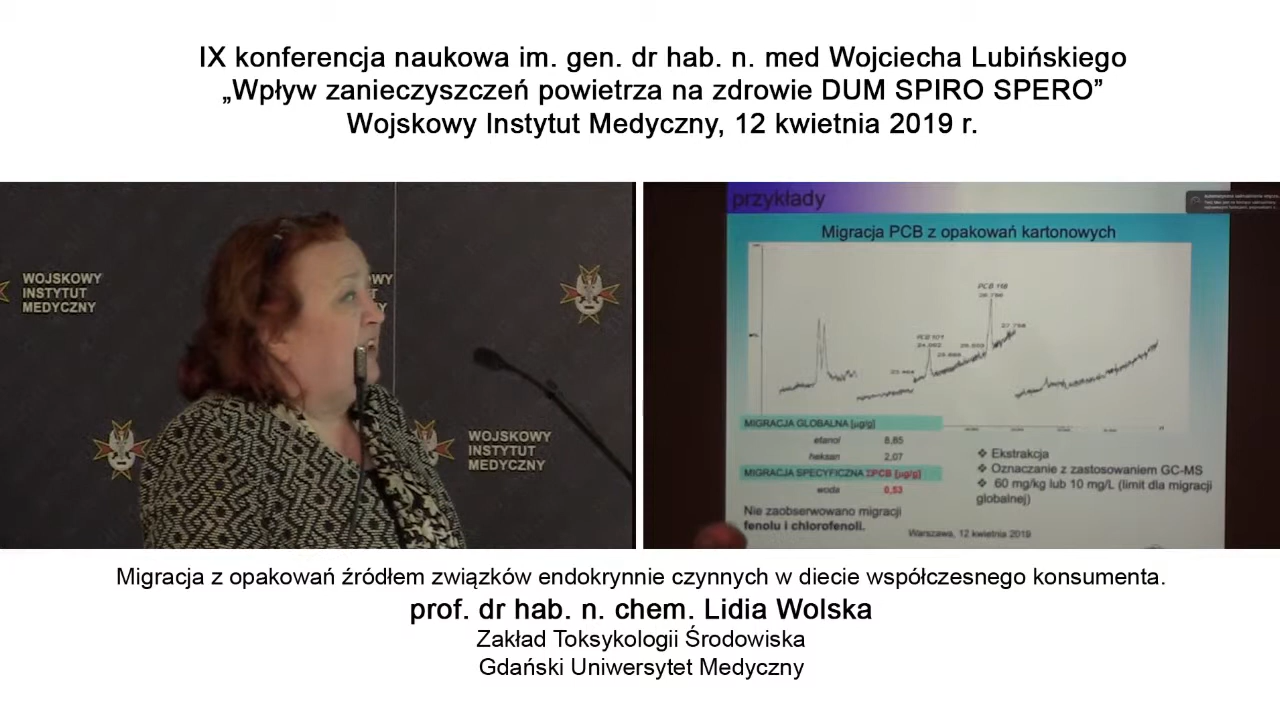 IX konferencja naukowa im. gen. dr hab. n. med Wojciecha Lubińskiego
„Wpływ zanieczyszczeń powietrza na zdrowie DUM SPIRO SPERO”
Wojskowy Instytut Medyczny, 12 kwietnia 2019 r.
WOJSKOWY
INSTYTUT
MEDYCZNY
WOJSKOWY
INSTYTUT
MEDYCZNY
przykłady
Migracja PCB z opakowań kartonowych
PCB 118
27.798
PCB 101
MIGRACJA GLOBALNA [µg/g]
etanol 8,65
heksan 2,07
MIGRACJA SPECYFICZNA ΣPCB [µg/g]
woda 0,53
Nie zaobserwowano migracji
fenolu i chlorofenoli.
❖ Ekstrakcja
❖ Oznaczanie z zastosowaniem GC-MS
❖ 60 mg/kg lub 10 mg/L (limit dla migracji
globalnej)
Warszawa, 12 kwietnia 2019
Migracja z opakowań źródłem związków endokrynnie czynnych w diecie współczesnego konsumenta.
prof. dr hab. n. chem. Lidia Wolska
Zakład Toksykologii Środowiska
Gdański Uniwersytet Medyczny